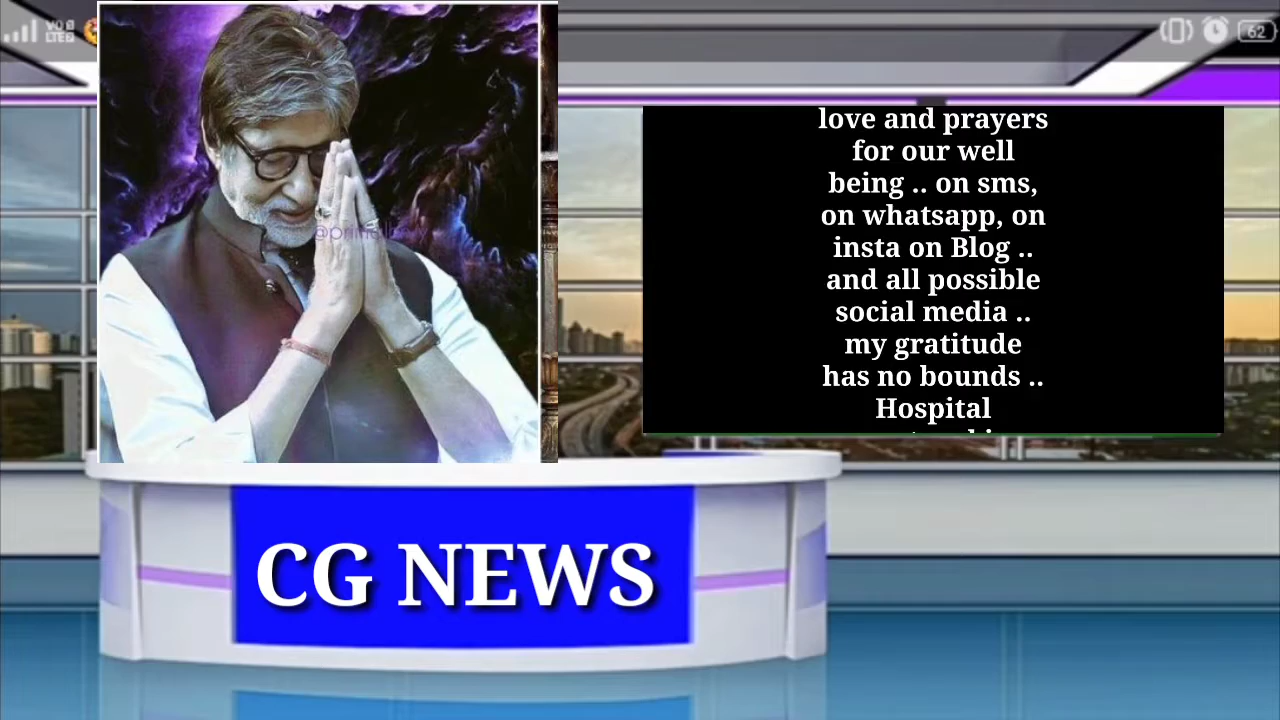 62
love and prayers
for our well
being .. on sms,
on whatsapp, on
insta on Blog ..
and all possible
social media ..
my gratitude
has no bounds ..
Hospital
CG NEWS